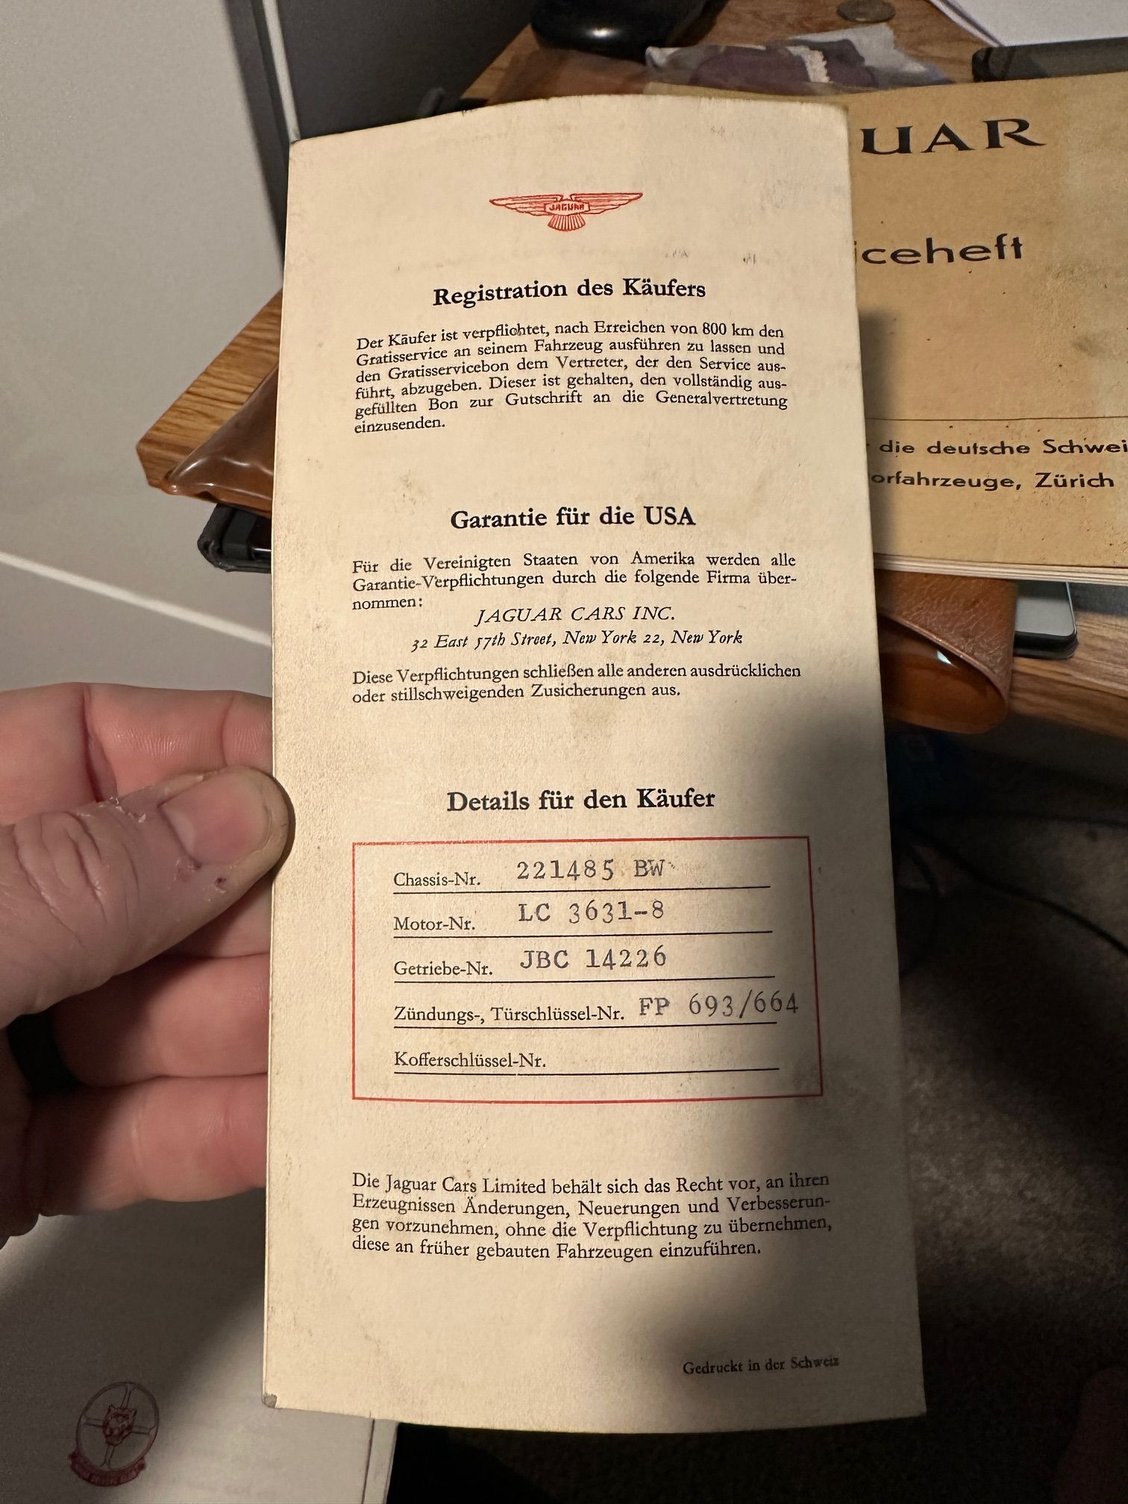 JAGUAR
Registration des Käufers
Der Käufer ist verpflichtet, nach Erreichen von 800 km den
Gratisservice an seinem Fahrzeug ausführen zu lassen und
den Gratisservicebon dem Vertreter, der den Service aus-
führt, abzugeben. Dieser ist gehalten, den vollständig aus-
gefüllten Bon zur Gutschrift an die Generalvertretung
einzusenden.
Garantie für die USA
Für die Vereinigten Staaten von Amerika werden alle
Garantie-Verpflichtungen durch die folgende Firma über-
nommen:
JAGUAR CARS INC.
32 East 57th Street, New York 22, New York
Diese Verpflichtungen schließen alle anderen ausdrücklichen
oder stillschweigenden Zusicherungen aus.
Details für den Käufer
Chassis-Nr. 221485 BW
Motor-Nr. LC 3631-8
Getriebe-Nr. JBC 14226
Zündungs-, Türschlüssel-Nr. FP 693/664
Kofferschlüssel-Nr.
Die Jaguar Cars Limited behält sich das Recht vor, an ihren
Erzeugnissen Änderungen, Neuerungen und Verbesserun-
gen vorzunehmen, ohne die Verpflichtung zu übernehmen,
diese an früher gebauten Fahrzeugen einzuführen.
Gedruckt in der Schweiz
UAR
iceheft
die deutsche Schwei
orfahrzeuge, Zürich